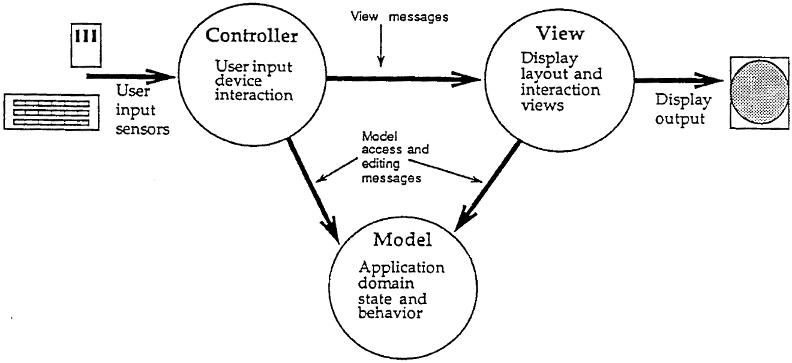 View messages
Controller
User input
device
interaction
View
Display
layout and
interaction
views
User
input
sensors
Display
output
Model
access and
editing
messages
Model
Application
domain
state and
behavior